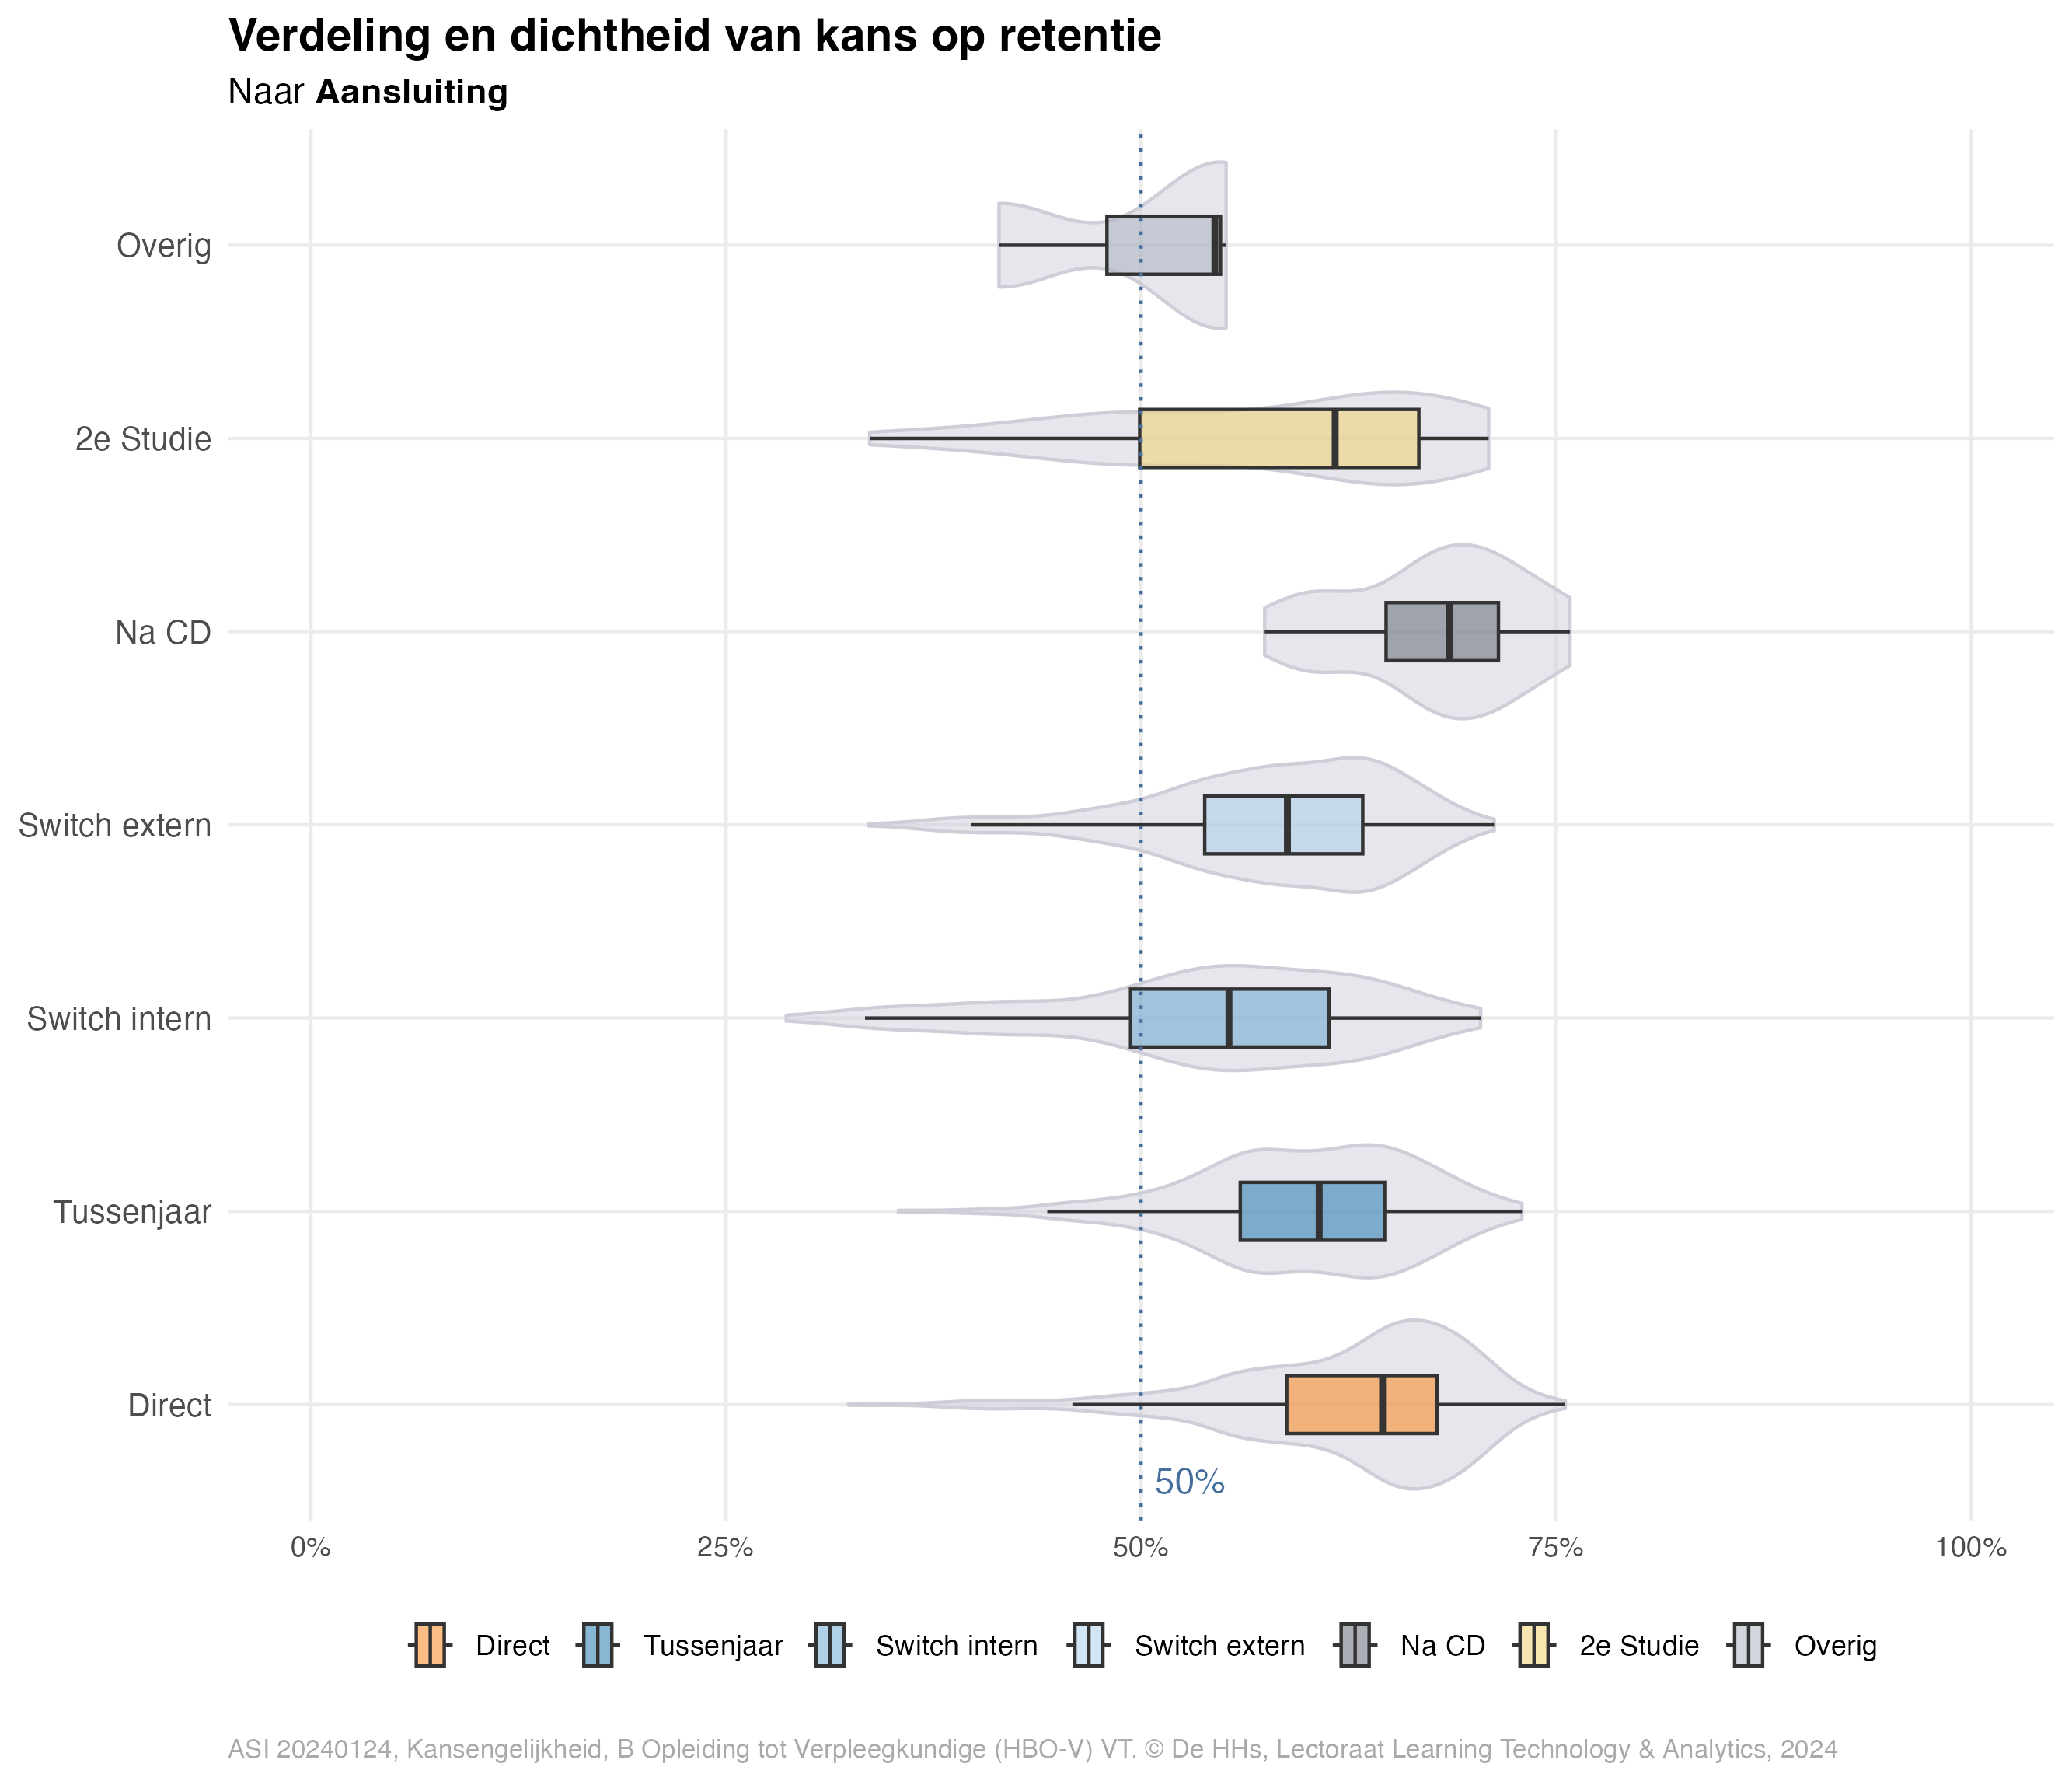 Verdeling en dichtheid van kans op retentie
Naar Aansluiting
Overig
2e Studie
Na CD
Switch extern
Switch intern
Tussenjaar
Direct
50%
0% 25% 50% 75% 100%
Direct Tussenjaar Switch intern Switch extern Na CD 2e Studie Overig
ASI 20240124, Kansengelijkheid, B Opleiding tot Verpleegkundige (HBO-V) VT. © De HHs, Lectoraat Learning Technology & Analytics, 2024